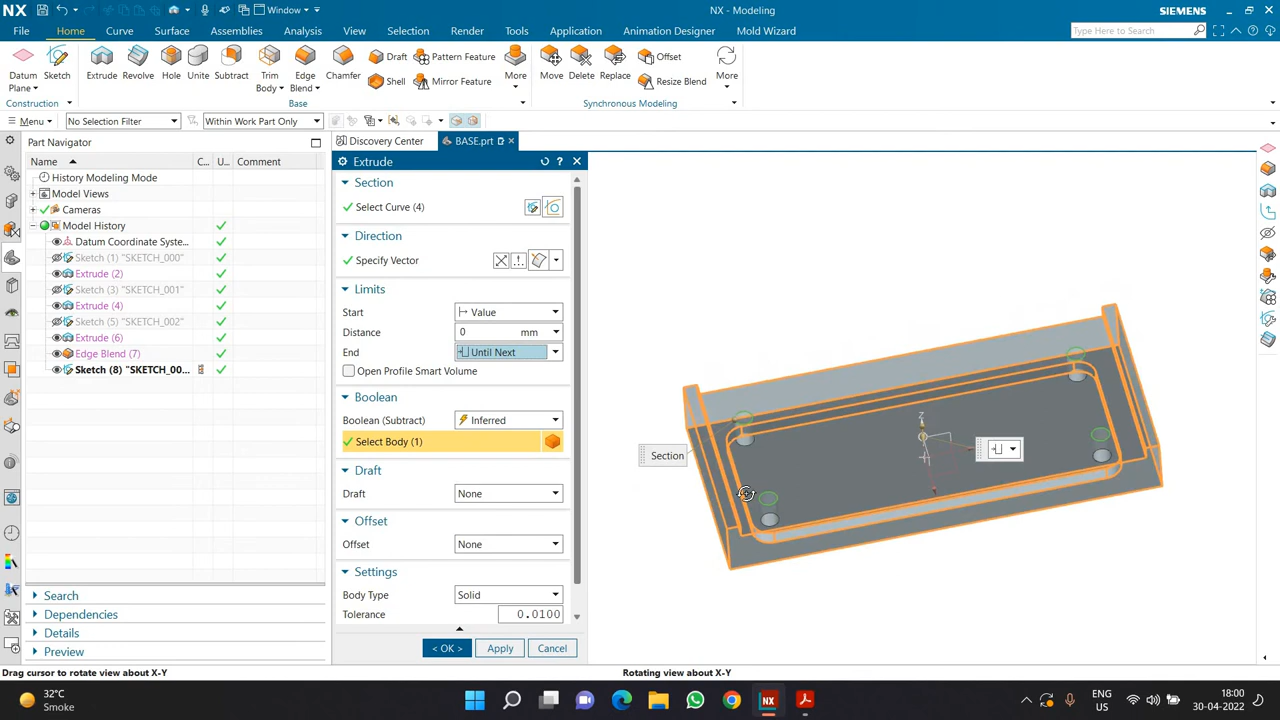 NX
Window
NX - Modeling
SIEMENS
File Home Curve Surface Assemblies Analysis View Selection Render Tools Application Animation Designer Mold Wizard
Type Here to Search
Datum Plane
Sketch
Extrude
Revolve
Hole
Unite
Subtract
Trim Body
Edge Blend
Chamfer
Draft
Shell
Pattern Feature
Mirror Feature
More
Move
Delete
Replace
Offset
Resize Blend
More
Construction
Base
Synchronous Modeling
Menu
No Selection Filter
Within Work Part Only
Part Navigator
Discovery Center
BASE.prt
Name C... U... Comment
History Modeling Mode
Model Views
Cameras
Model History
Datum Coordinate Syste...
Sketch (1) "SKETCH_000"
Extrude (2)
Sketch (3) "SKETCH_001"
Extrude (4)
Sketch (5) "SKETCH_002"
Extrude (6)
Edge Blend (7)
Sketch (8) "SKETCH_00...
Search
Dependencies
Details
Preview
Extrude
Section
Select Curve (4)
Direction
Specify Vector
Limits
Start Value
Distance 0 mm
End Until Next
Open Profile Smart Volume
Boolean
Boolean (Subtract) Inferred
Select Body (1)
Draft
Draft None
Offset
Offset None
Settings
Body Type Solid
Tolerance 0.0100
< OK > Apply Cancel
Section
Z
Drag cursor to rotate view about X-Y
Rotating view about X-Y
32°C
Smoke
NX
ENG
US
18:00
30-04-2022